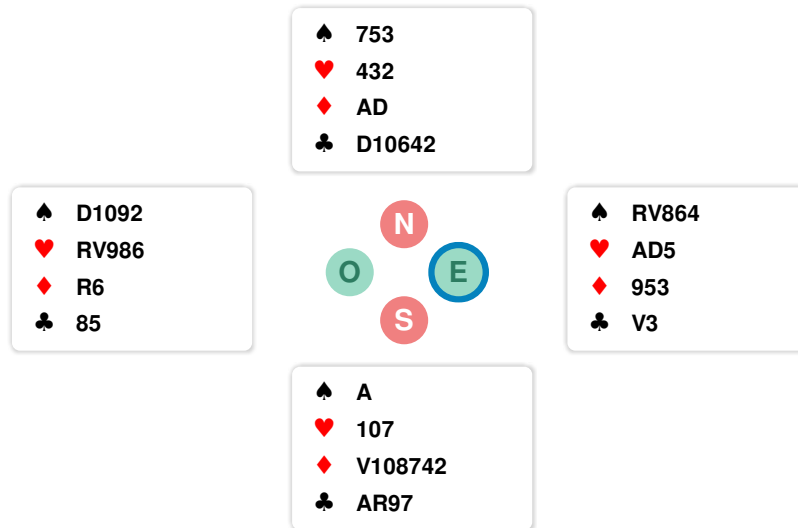 ♠ 753
♥ 432
♦ AD
♣ D10642
♠ D1092
♥ RV986
♦ R6
♣ 85
N
O E
S
♠ RV864
♥ AD5
♦ 953
♣ V3
♠ A
♥ 107
♦ V108742
♣ AR97